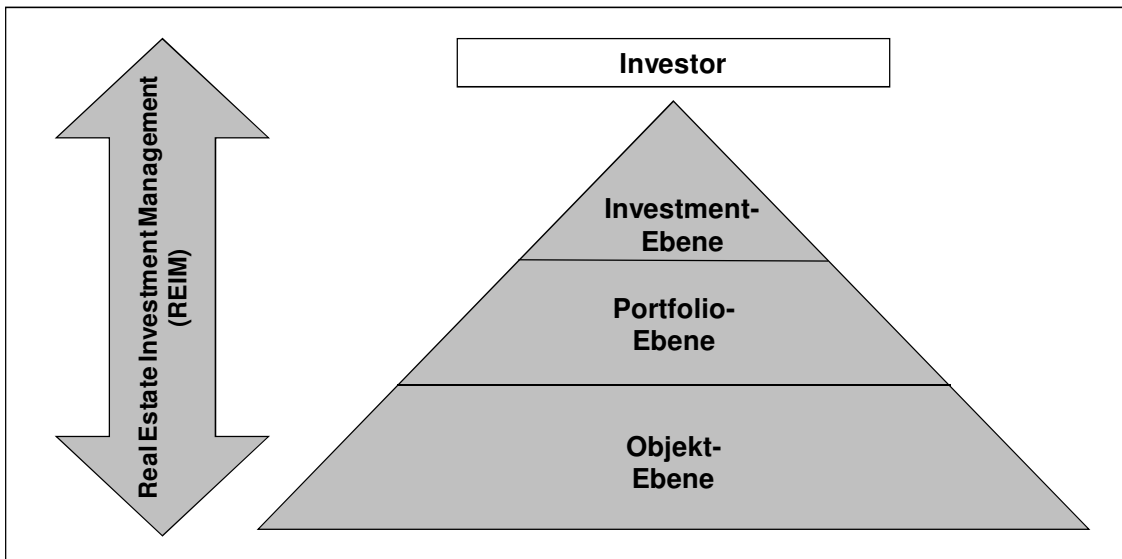 Real Estate Investment Management
(REIM)
Investor
Investment-
Ebene
Portfolio-
Ebene
Objekt-
Ebene